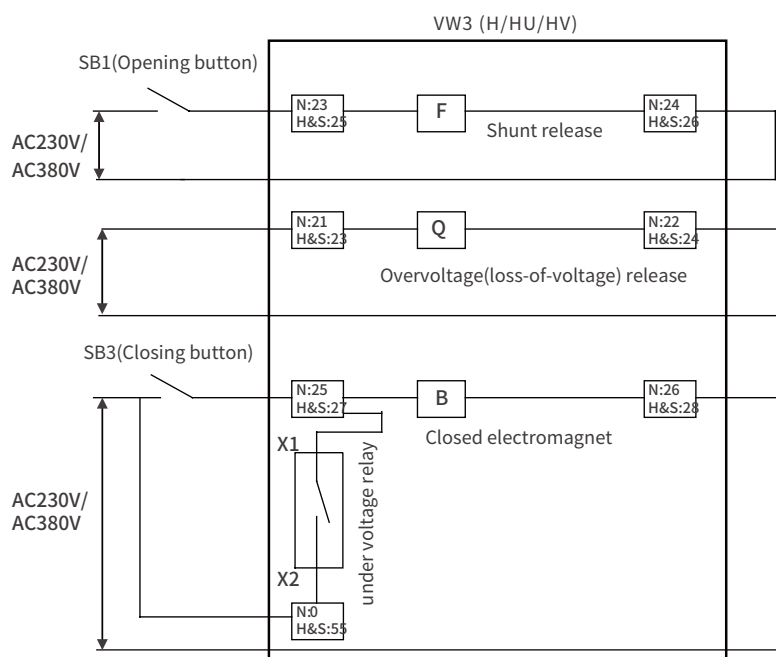 VW3 (H/HU/HV)
SB1(Opening button)
N:23
H&S:25
F
N:24
H&S:26
Shunt release
AC230V/
AC380V
N:21
H&S:23
Q
N:22
H&S:24
Overvoltage(loss-of-voltage) release
AC230V/
AC380V
SB3(Closing button)
N:25
H&S:27
B
N:26
H&S:28
Closed electromagnet
X1
under voltage relay
AC230V/
AC380V
X2
N:0
H&S:55